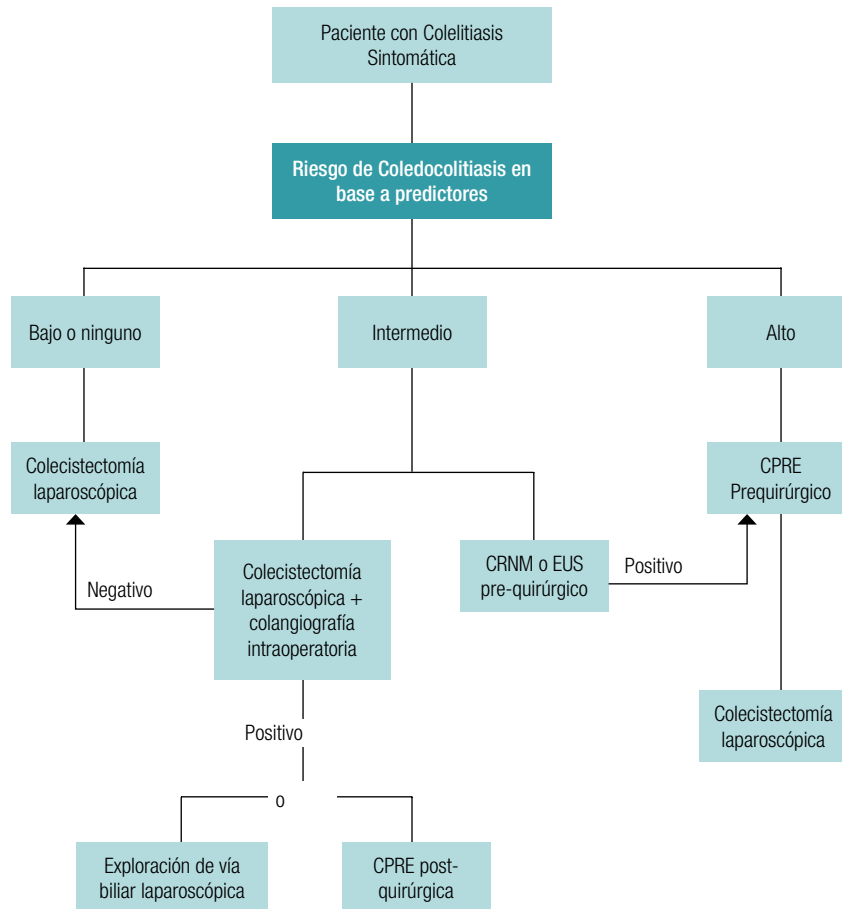 Paciente con Colelitiasis
Sintomática
Riesgo de Coledocolitiasis en
base a predictores
Bajo o ninguno
Intermedio
Alto
Colecistectomía
laparoscópica
CPRE
Prequirúrgico
Negativo
Colecistectomía
laparoscópica +
colangiografía
intraoperatoria
CRNM o EUS
pre-quirúrgico
Positivo
Colecistectomía
laparoscópica
Positivo
o
Exploración de vía
biliar laparoscópica
CPRE post-
quirúrgica